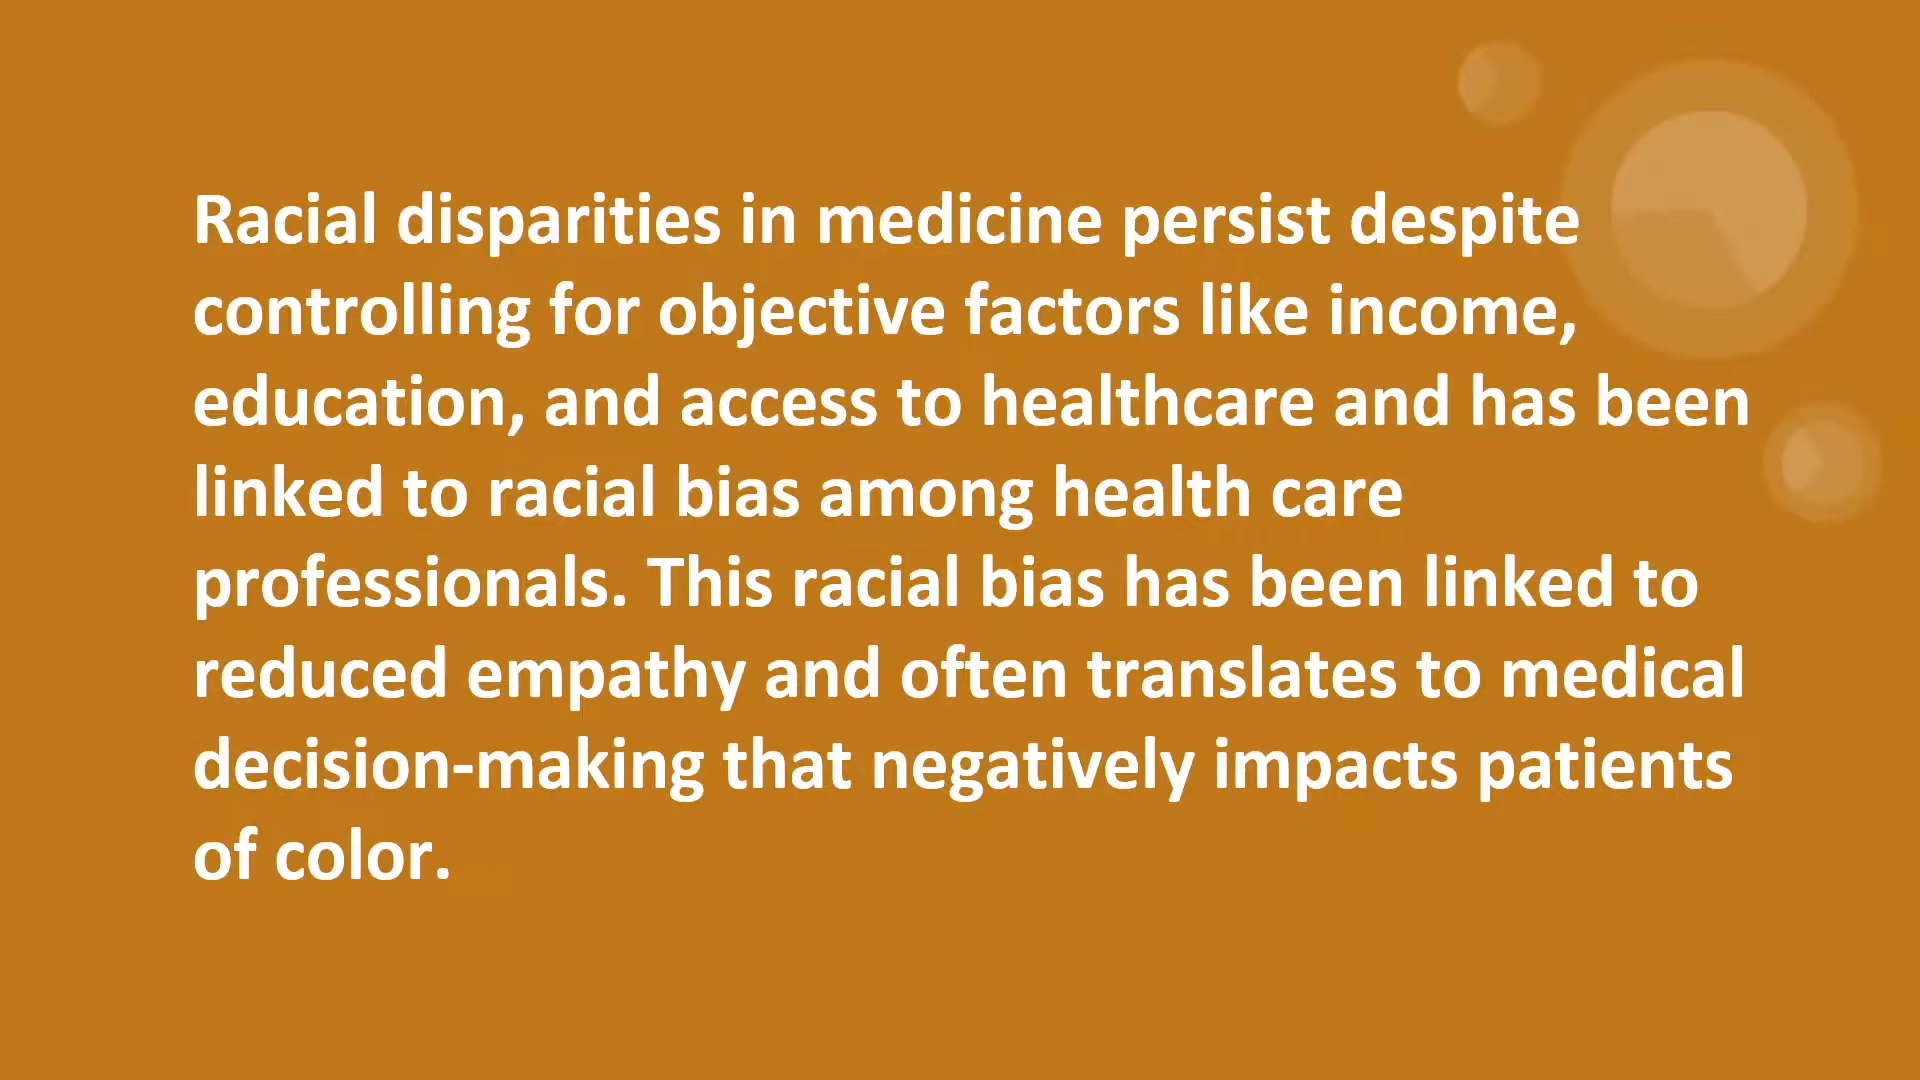 Racial disparities in medicine persist despite
controlling for objective factors like income,
education, and access to healthcare and has been
linked to racial bias among health care
professionals. This racial bias has been linked to
reduced empathy and often translates to medical
decision-making that negatively impacts patients
of color.